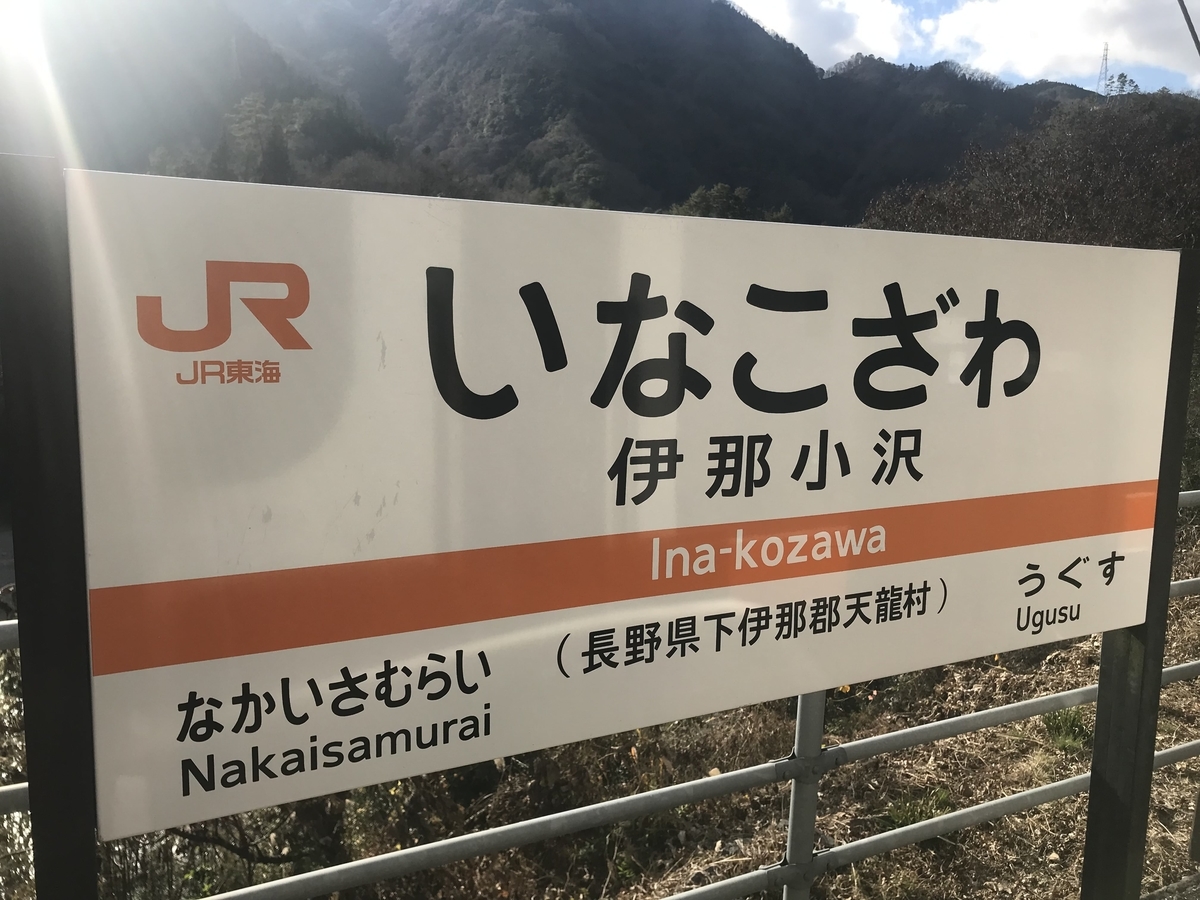 JR
JR東海
いなこざわ
伊那小沢
Ina-kozawa
(長野県下伊那郡天龍村)
なかいさむらい
Nakaisamurai
うぐす
Ugusu